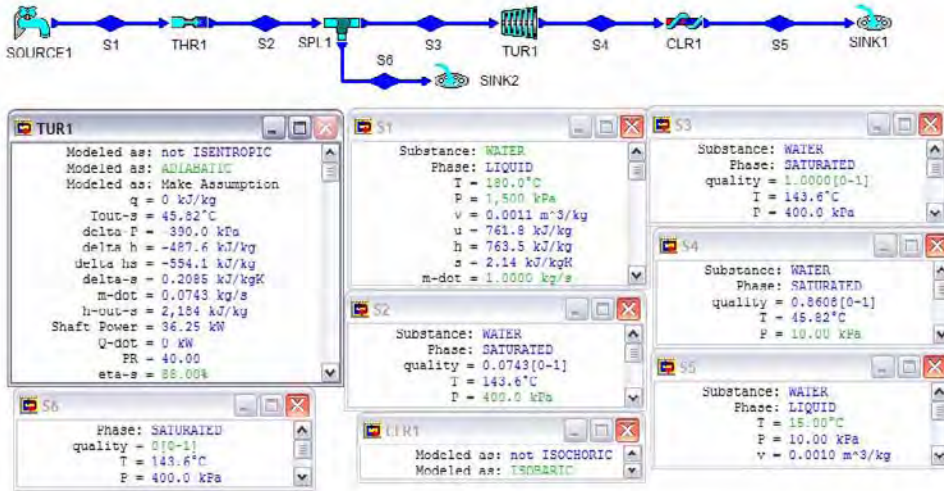 SOURCE1
S1
THR1
S2
SPL1
S3
TUR1
S4
CLR1
S5
SINK1
S6
SINK2
TUR1
Modeled as: not ISENTROPIC
Modeled as: ADIABATIC
Modeled as: Make Assumption
q = 0 kJ/kg
Tout-s = 45.82°C
delta-P = -390.0 kPa
delta h = -487.6 kJ/kg
delta hs = -554.1 kJ/kg
delta-s = 0.2085 kJ/kgK
m-dot = 0.0743 kg/s
h-out-s = 2,184 kJ/kg
Shaft Power = 36.25 kW
Q-dot = 0 kW
PR = 40.00
eta-s = 88.00%
S1
Substance: WATER
Phase: LIQUID
T = 180.0°C
P = 1,500 kPa
v = 0.0011 m^3/kg
u = 761.8 kJ/kg
h = 763.5 kJ/kg
s = 2.14 kJ/kgK
m-dot = 1.0000 kg/s
S3
Substance: WATER
Phase: SATURATED
quality = 1.0000[0-1]
T = 143.6°C
P = 400.0 kPa
S4
Substance: WATER
Phase: SATURATED
quality = 0.8608[0-1]
T = 45.82°C
P = 10.00 kPa
S2
Substance: WATER
Phase: SATURATED
quality = 0.0743[0-1]
T = 143.6°C
P = 400.0 kPa
S5
Substance: WATER
Phase: LIQUID
T = 15.00°C
P = 10.00 kPa
v = 0.0010 m^3/kg
S6
Phase: SATURATED
quality = 0[0-1]
T = 143.6°C
P = 400.0 kPa
CLR1
Modeled as: not ISOCHORIC
Modeled as: ISOBARIC